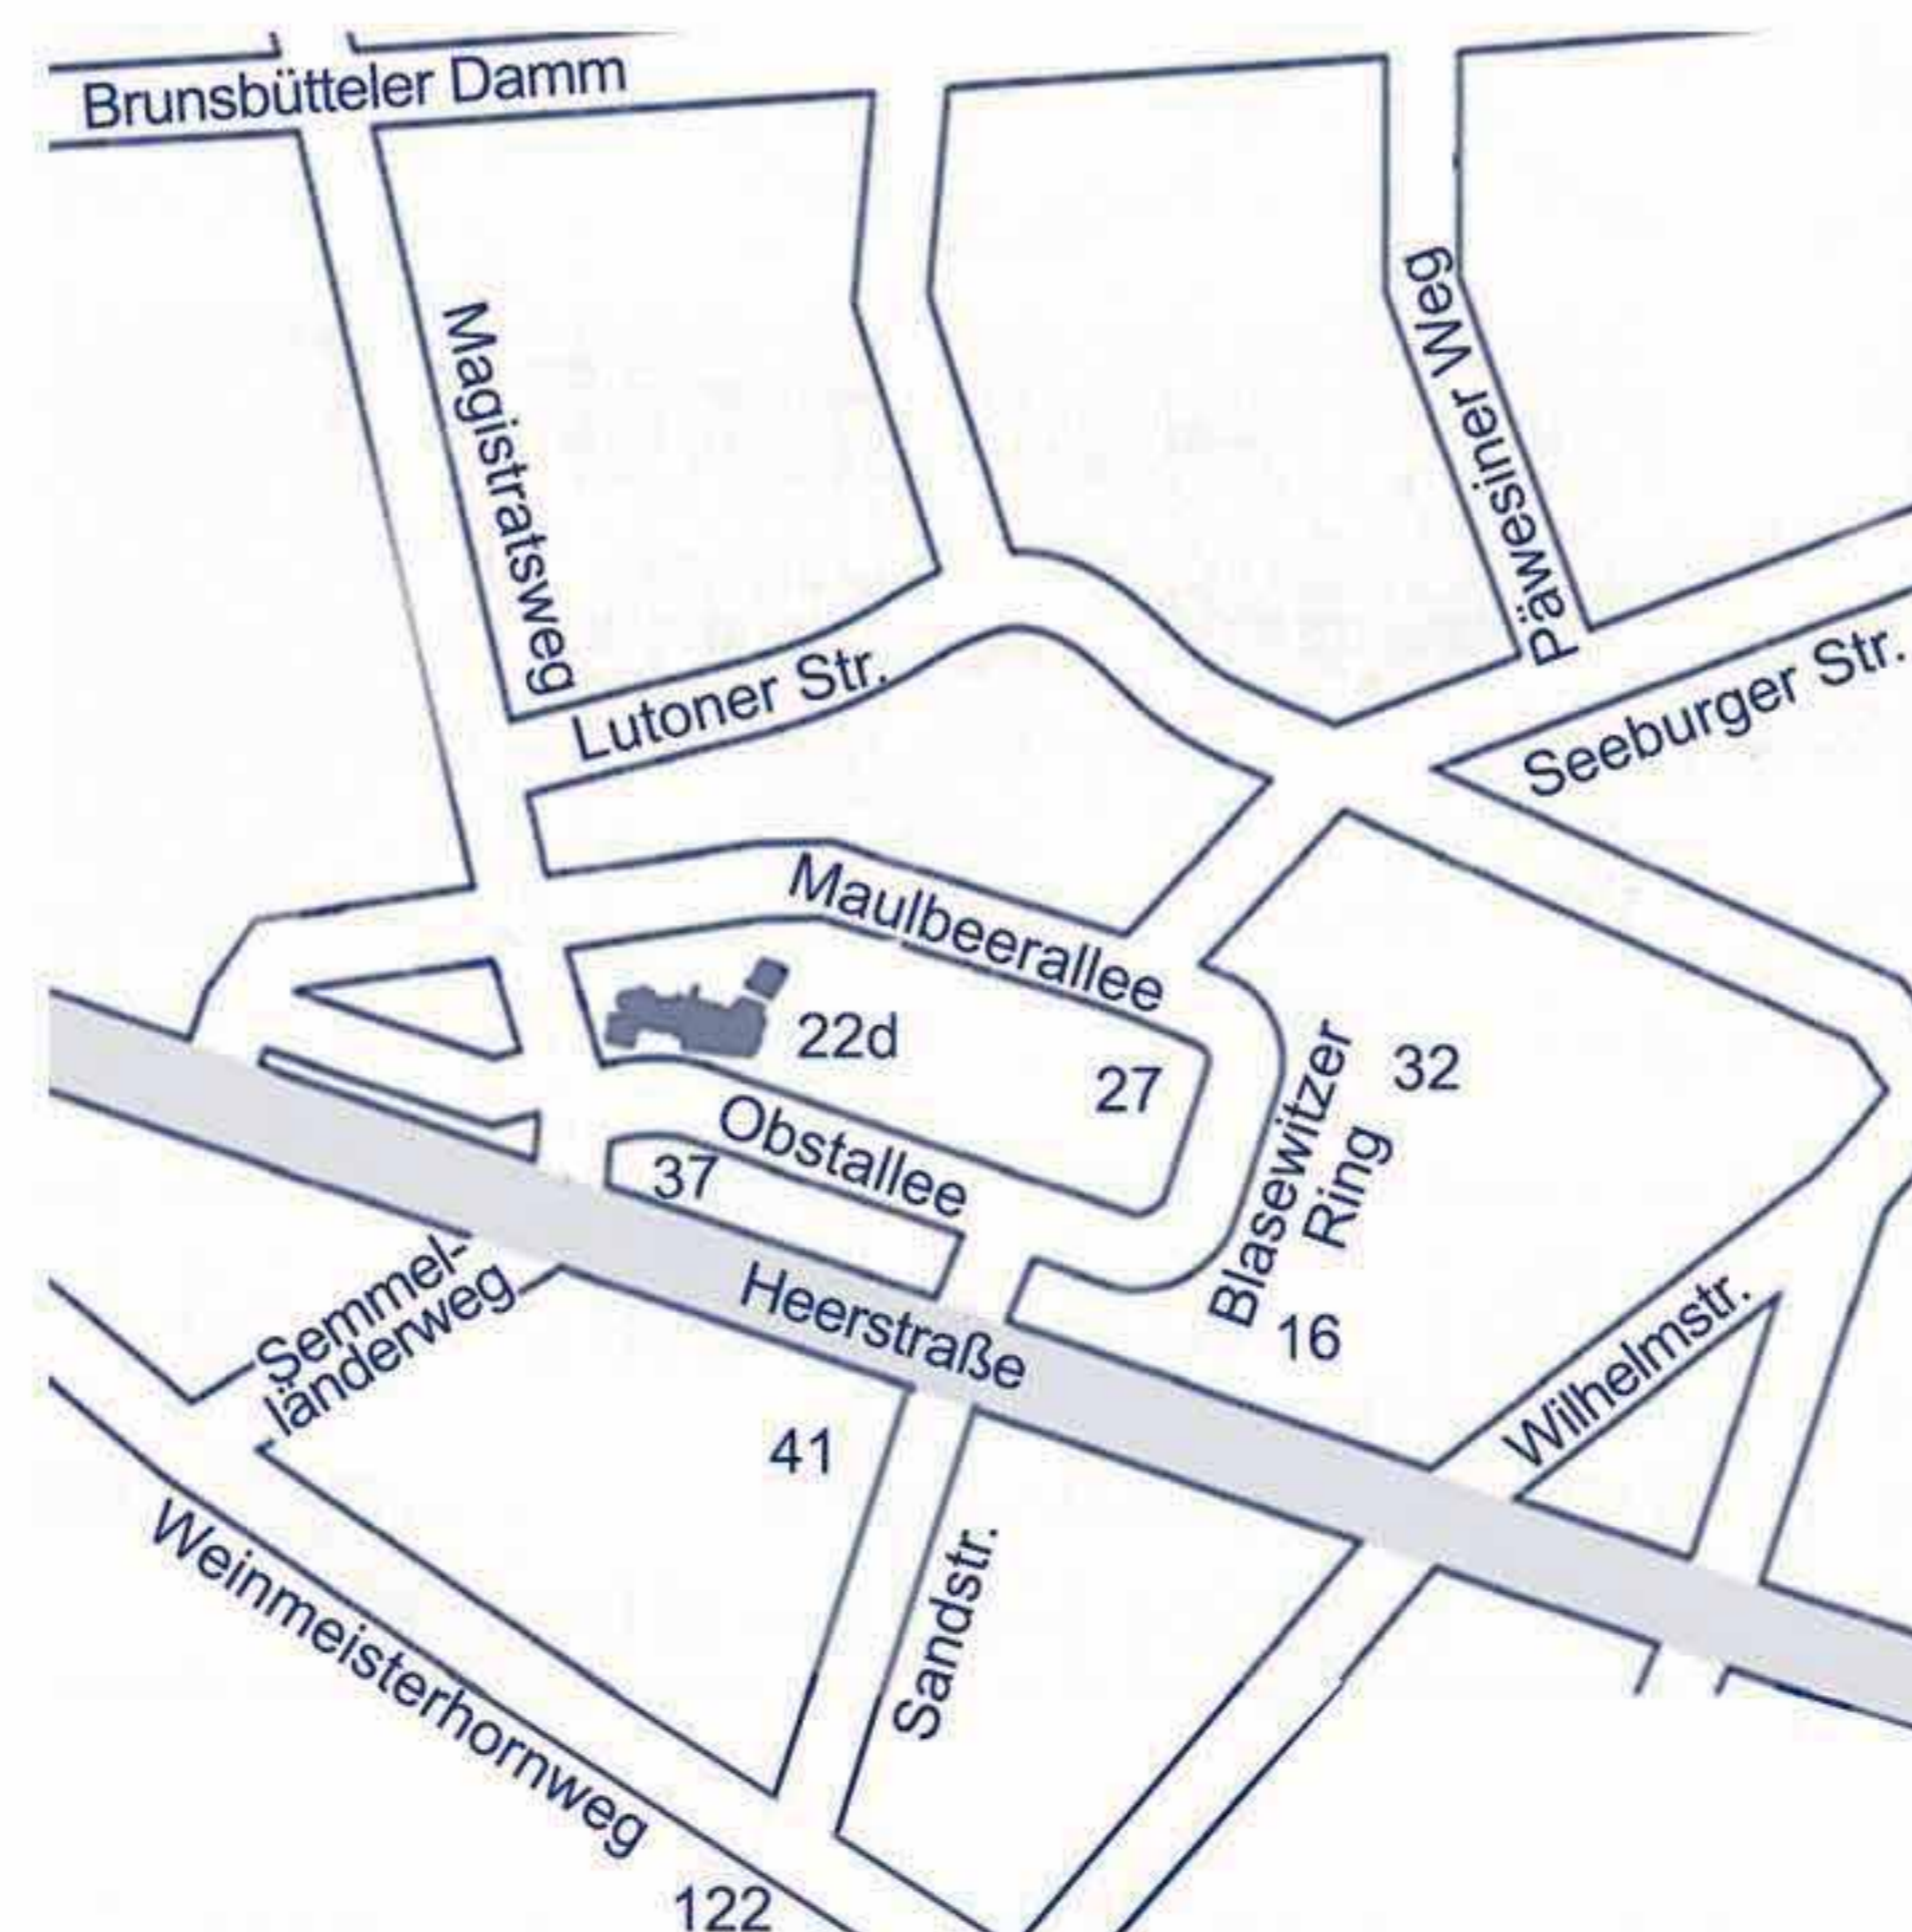 Brunsbütteler Damm
Magistratsweg
Päwesiner Weg
Lutoner Str.
Seeburger Str.
Maulbeerallee
22d
27
32
Blasewitzer
Ring
Obstallee
37
16
Semmel-
länderweg
Heerstraße
Wilhelmstr.
41
Sandstr.
Weinmeisterhornweg
122